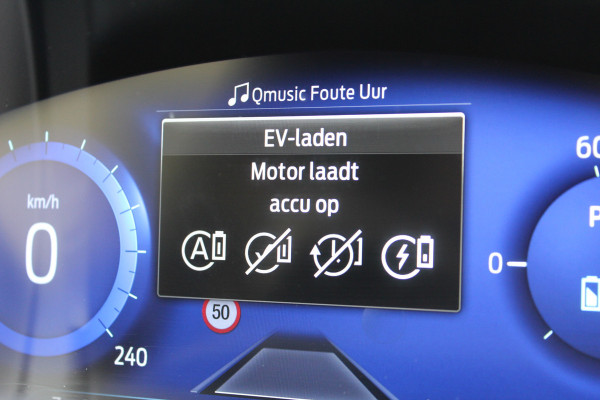 Qmusic Foute Uur
EV-laden
Motor laadt
accu op
A
km/h
0
50
240
60
P
0